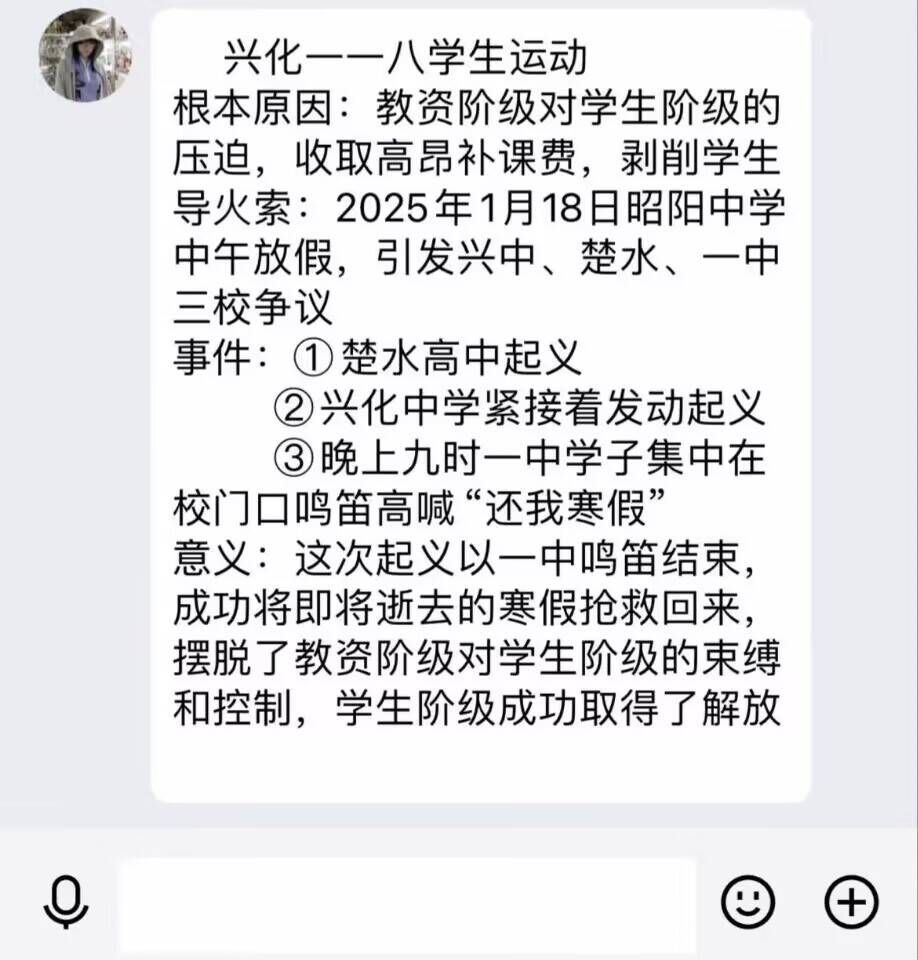 兴化一一八学生运动
根本原因：教资阶级对学生阶级的
压迫，收取高昂补课费，剥削学生
导火索：2025年1月18日昭阳中学
中午放假，引发兴中、楚水、一中
三校争议
事件：①楚水高中起义
②兴化中学紧接着发动起义
③晚上九时一中学子集中在
校门口鸣笛高喊“还我寒假”
意义：这次起义以一中鸣笛结束，
成功将即将逝去的寒假抢救回来，
摆脱了教资阶级对学生阶级的束缚
和控制，学生阶级成功取得了解放